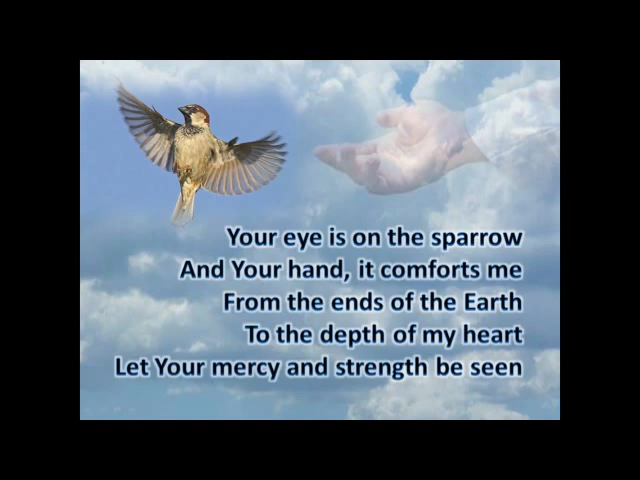 Your eye is on the sparrow
And Your hand, it comforts me
From the ends of the Earth
To the depth of my heart
Let Your mercy and strength be seen